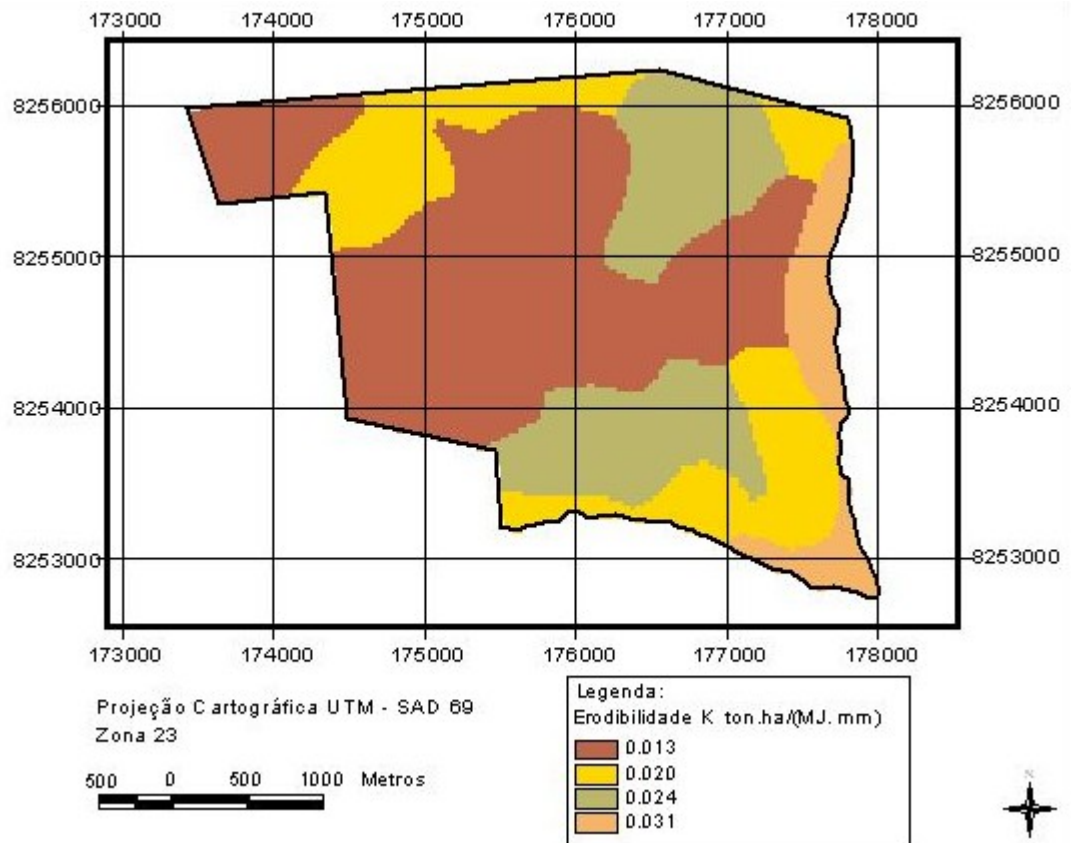 173000 174000 175000 176000 177000 178000
8256000 8256000
8255000 8255000
8254000 8254000
8253000 8253000
173000 174000 175000 176000 177000 178000
Projeção Cartográfica UTM - SAD 69
Zona 23
500 0 500 1000 Metros
Legenda:
Erodibilidade K ton.ha/(MJ.mm)
0.013
0.020
0.024
0.031
N